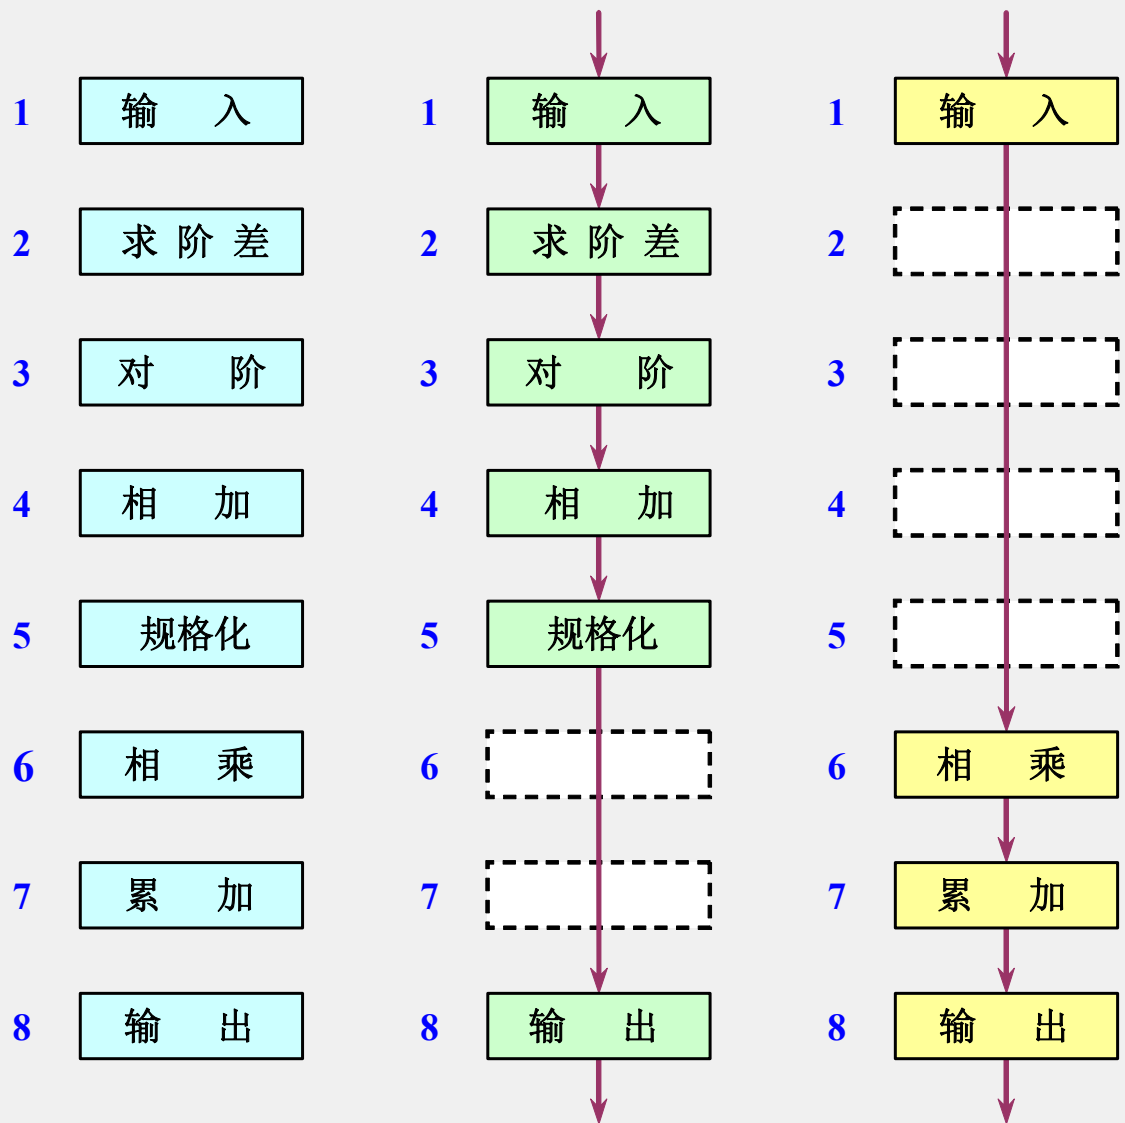 1 输 入
2 求 阶 差
3 对 阶
4 相 加
5 规格化
6 相 乘
7 累 加
8 输 出
1 输 入
2 求 阶 差
3 对 阶
4 相 加
5 规格化
6
7
8 输 出
1 输 入
2
3
4
5
6 相 乘
7 累 加
8 输 出